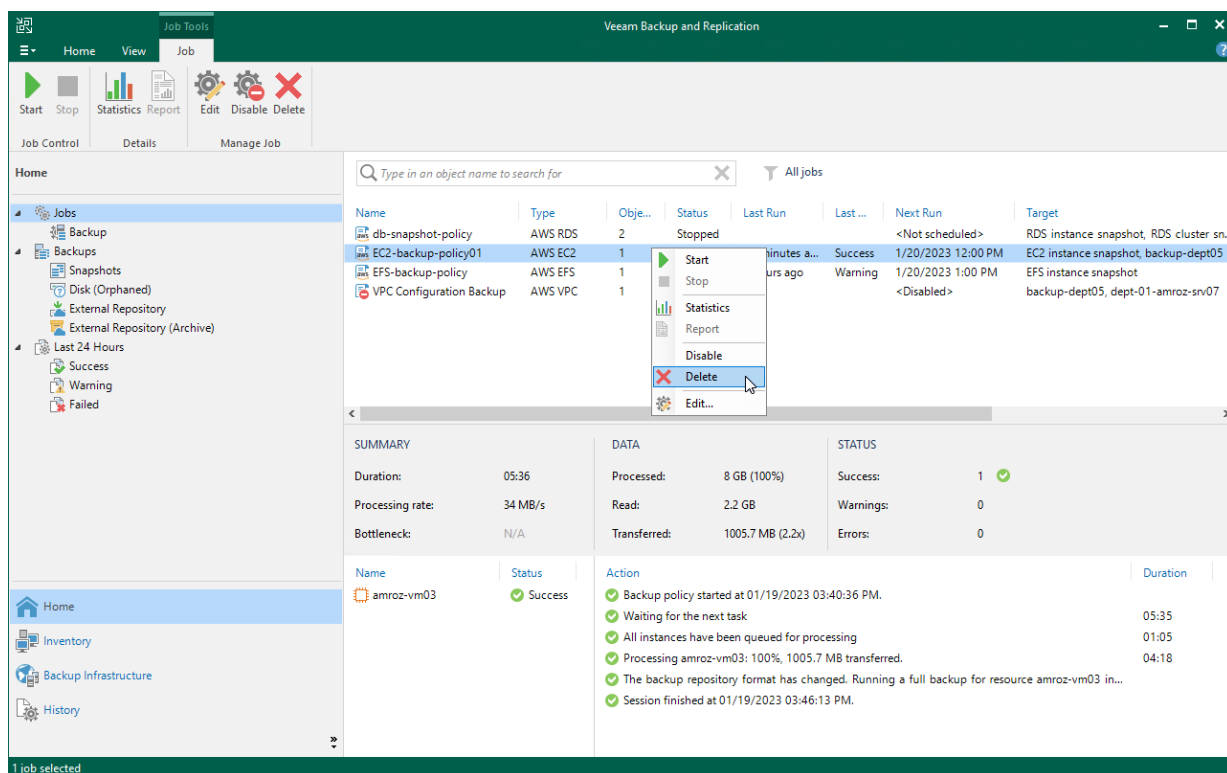 Job Tools
Veeam Backup and Replication
Home View Job
Start Stop Statistics Report Edit Disable Delete
Job Control Details Manage Job
Home
Type in an object name to search for
All jobs
Jobs
Backup
Backups
Snapshots
Disk (Orphaned)
External Repository
External Repository (Archive)
Last 24 Hours
Success
Warning
Failed
Name Type Obje... Status Last Run Last ... Next Run Target
db-snapshot-policy AWS RDS 2 Stopped <Not scheduled> RDS instance snapshot, RDS cluster sn.
EC2-backup-policy01 AWS EC2 1 minutes a... Success 1/20/2023 12:00 PM EC2 instance snapshot, backup-dept05
EFS-backup-policy AWS EFS 1 urs ago Warning 1/20/2023 1:00 PM EFS instance snapshot
VPC Configuration Backup AWS VPC 1 <Disabled> backup-dept05, dept-01-amroz-srv07
Start
Stop
Statistics
Report
Disable
Delete
Edit...
SUMMARY DATA STATUS
Duration: 05:36 Processed: 8 GB (100%) Success: 1
Processing rate: 34 MB/s Read: 2.2 GB Warnings: 0
Bottleneck: N/A Transferred: 1005.7 MB (2.2x) Errors: 0
Name Status Action Duration
amroz-vm03 Success
Backup policy started at 01/19/2023 03:40:36 PM.
Waiting for the next task 05:35
All instances have been queued for processing 01:05
Processing amroz-vm03: 100%, 1005.7 MB transferred. 04:18
The backup repository format has changed. Running a full backup for resource amroz-vm03 in...
Session finished at 01/19/2023 03:46:13 PM.
Home
Inventory
Backup Infrastructure
History
1 job selected